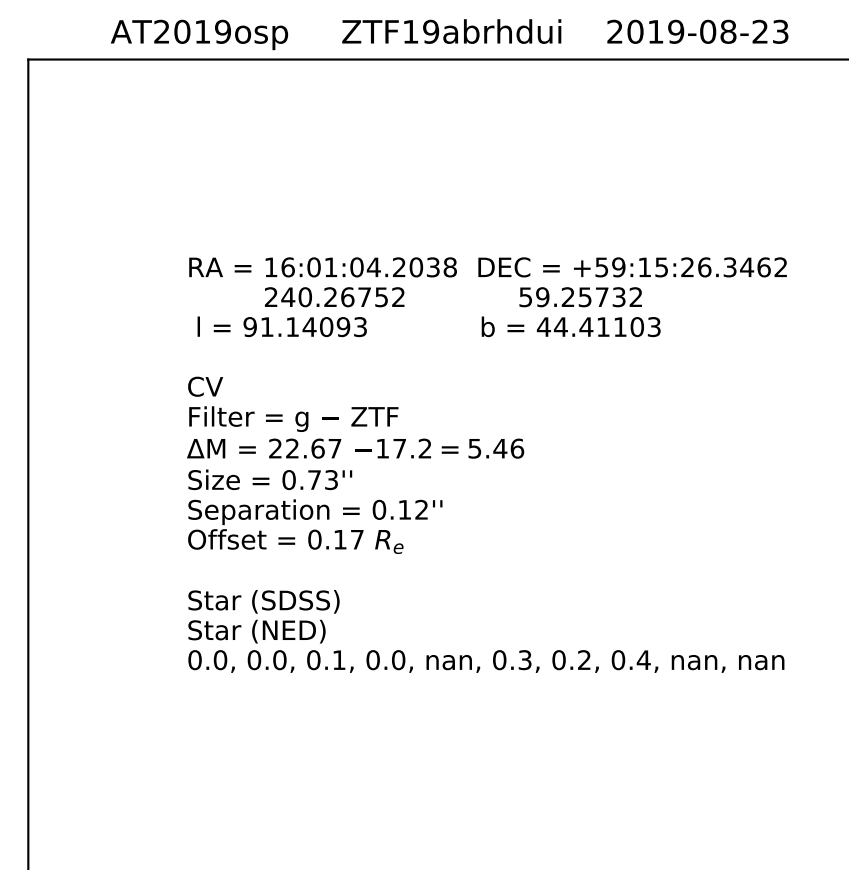 AT2019osp ZTF19abrhdui 2019-08-23
RA = 16:01:04.2038 DEC = +59:15:26.3462
240.26752 59.25732
l = 91.14093 b = 44.41103
CV
Filter = g − ZTF
ΔM = 22.67 −17.2 = 5.46
Size = 0.73''
Separation = 0.12''
Offset = 0.17 Rₑ
Star (SDSS)
Star (NED)
0.0, 0.0, 0.1, 0.0, nan, 0.3, 0.2, 0.4, nan, nan